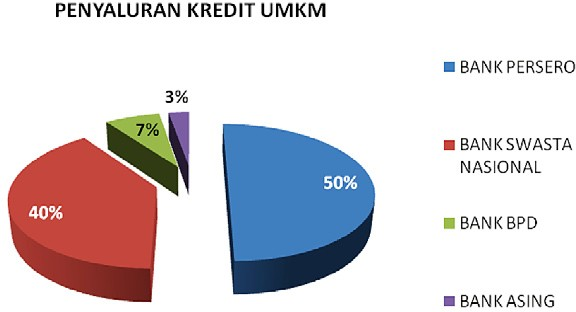 PENYALURAN KREDIT UMKM
3%
7%
50%
40%
BANK PERSERO
BANK SWASTA
NASIONAL
BANK BPD
BANK ASING